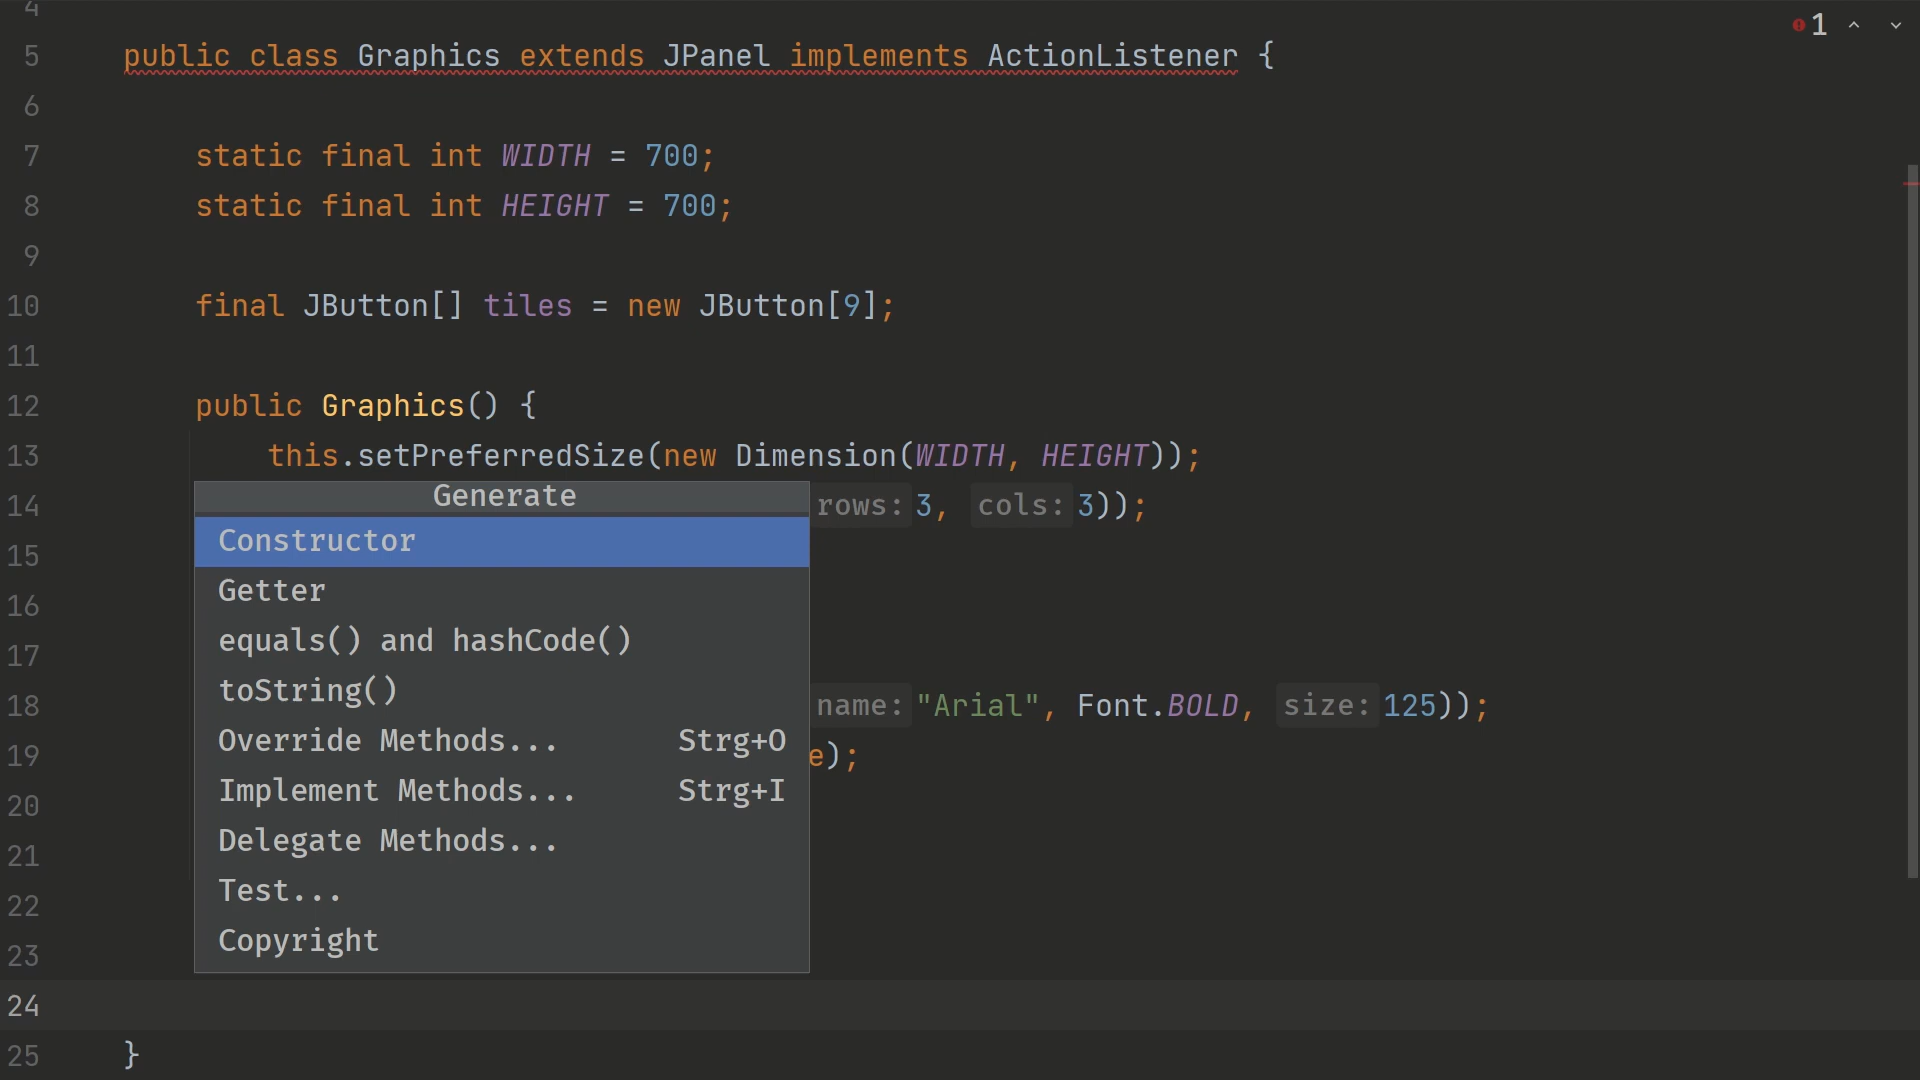 4
1
5 public class Graphics extends JPanel implements ActionListener {
6
7 static final int WIDTH = 700;
8 static final int HEIGHT = 700;
9
10 final JButton[] tiles = new JButton[9];
11
12 public Graphics() {
13 this.setPreferredSize(new Dimension(WIDTH, HEIGHT));
Generate
14 rows: 3, cols: 3));
Constructor
15
Getter
16
equals() and hashCode()
17
toString()
18 name: "Arial", Font.BOLD, size: 125));
Override Methods... Strg+O
19 e);
Implement Methods... Strg+I
20
Delegate Methods...
21
Test...
22
Copyright
23
24
25 }